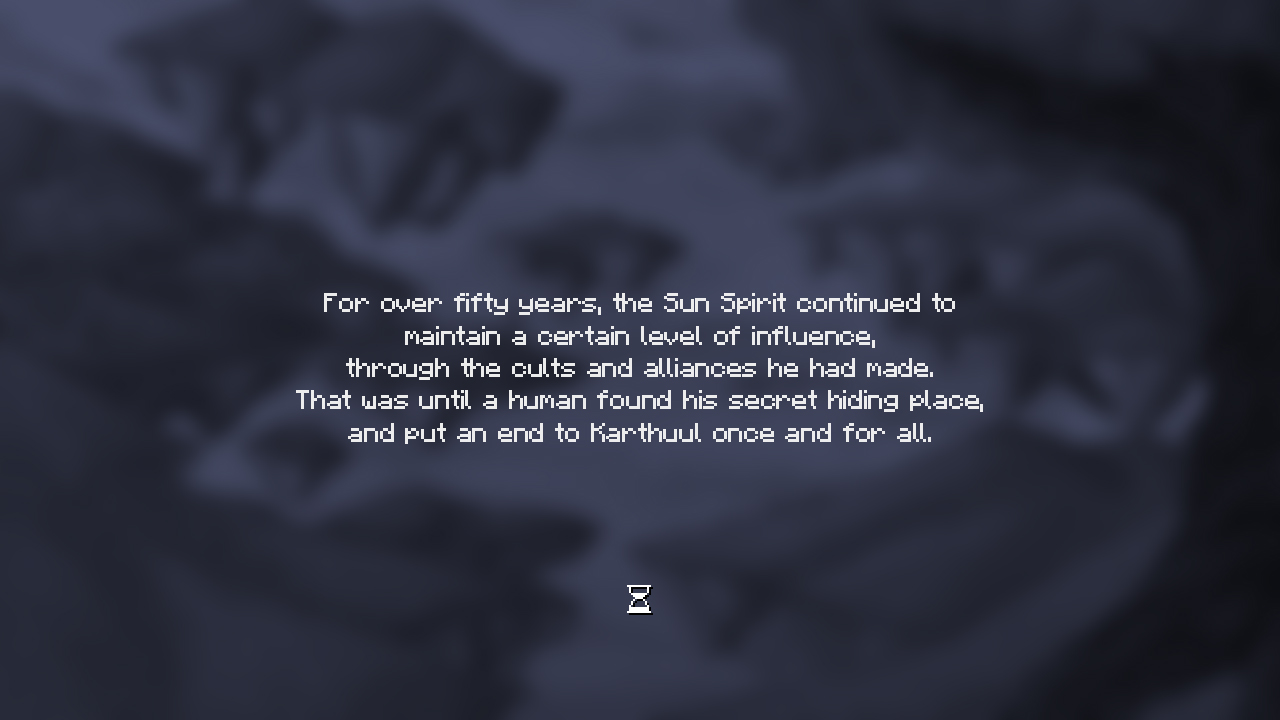 For over fifty years, the Sun Spirit continued to
maintain a certain level of influence,
through the cults and alliances he had made.
That was until a human found his secret hiding place,
and put an end to Karthuul once and for all.